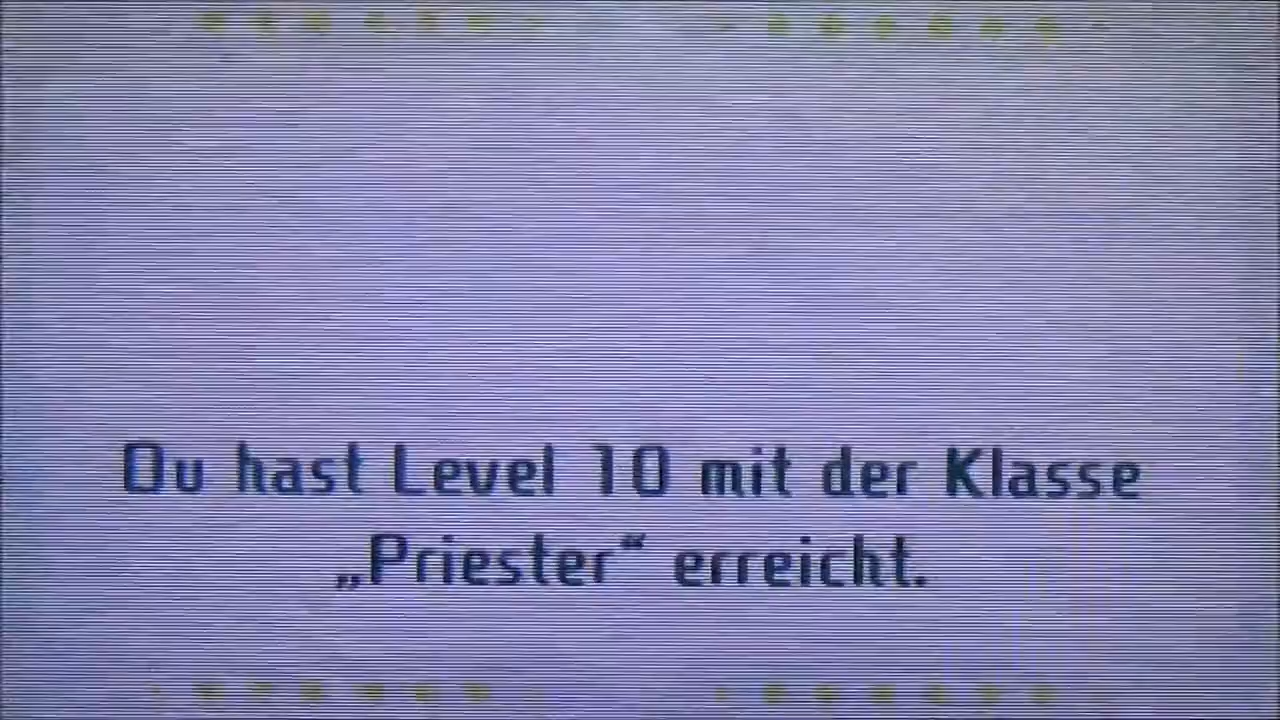 Du hast Level 10 mit der Klasse
„Priester“ erreicht.